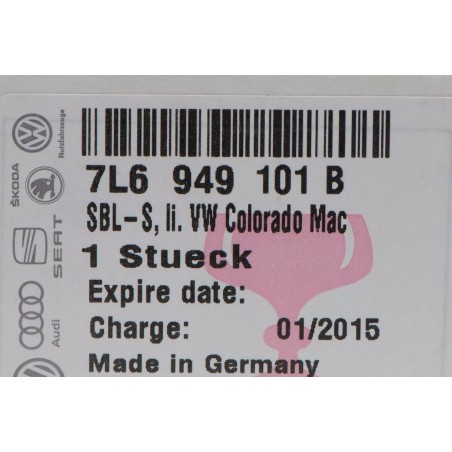 7L6 949 101 B
SBL-S, li. VW Colorado Mac
1 Stueck
Expire date:
Charge: 01/2015
Made in Germany
Nutzfahrzeuge
ŠKODA
SEAT
Audi